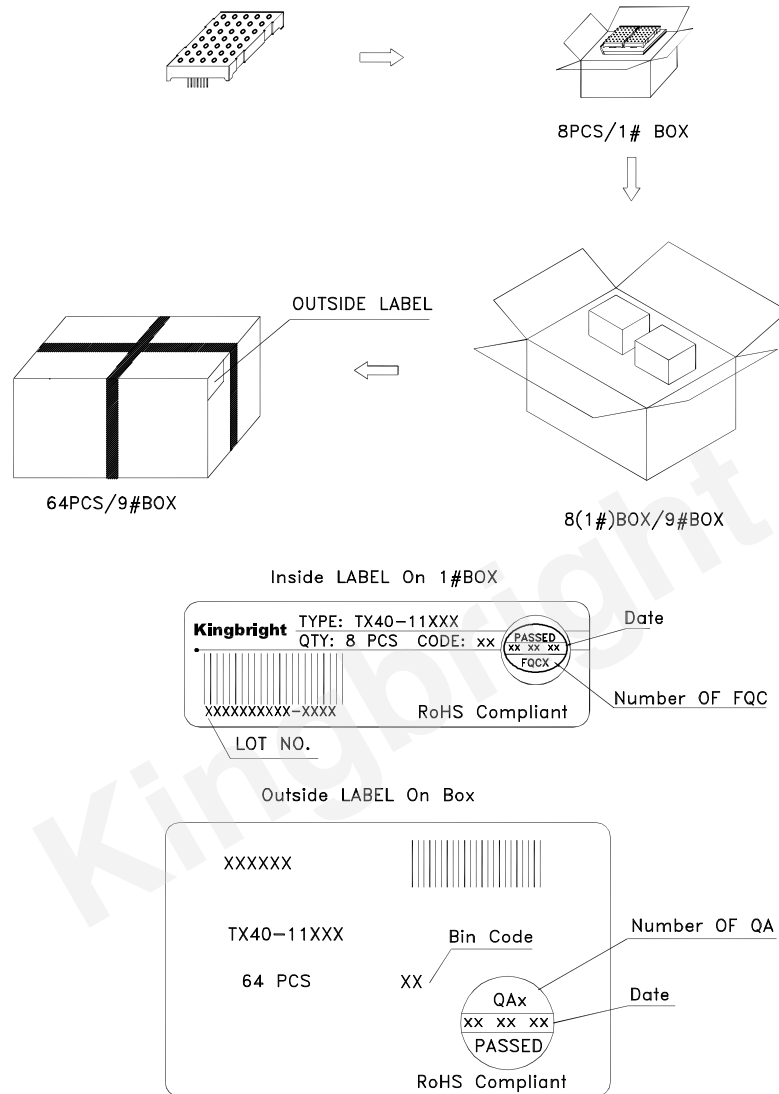 8PCS/1# BOX
OUTSIDE LABEL
64PCS/9#BOX
8(1#)BOX/9#BOX
Inside LABEL On 1#BOX
Kingbright
TYPE: TX40-11XXX
QTY: 8 PCS CODE: XX
PASSED
XX XX XX
FQCX
Date
Number OF FQC
XXXXXXXXXX-XXXX
RoHS Compliant
LOT NO.
Outside LABEL On Box
XXXXXX
TX40-11XXX
Bin Code
Number OF QA
64 PCS
XX
QAx
XX XX XX
Date
PASSED
RoHS Compliant
Kingbright